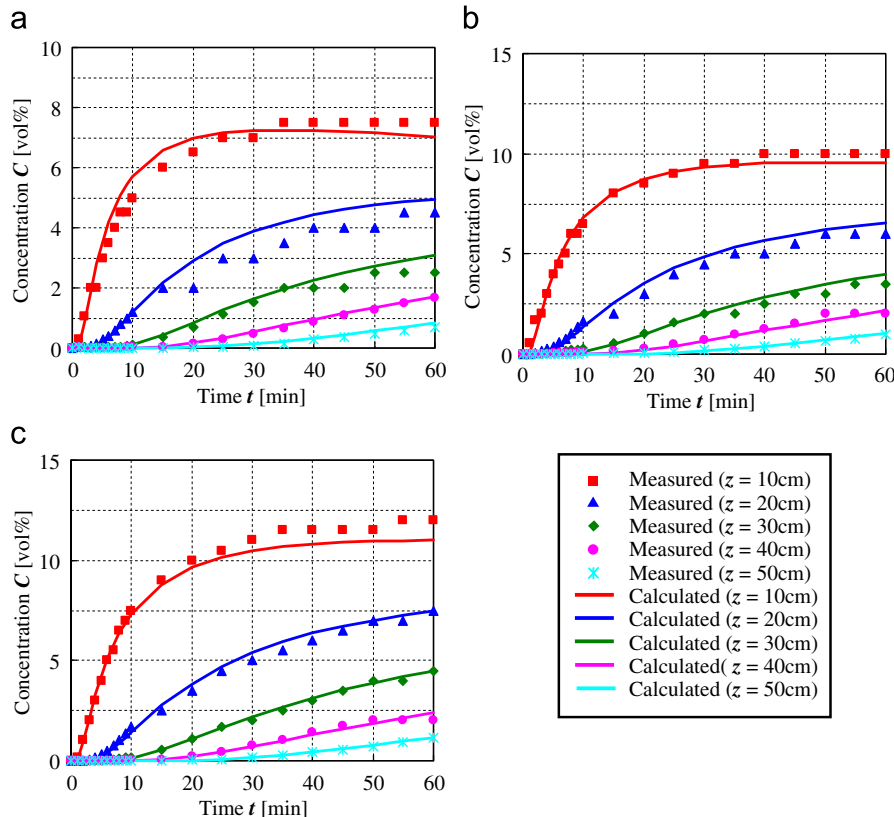 a
10
8
6
4
2
0
Concentration C [vol%]
0 10 20 30 40 50 60
Time t [min]
b
15
10
5
0
Concentration C [vol%]
0 10 20 30 40 50 60
Time t [min]
c
15
10
5
0
Concentration C [vol%]
0 10 20 30 40 50 60
Time t [min]
Measured (z = 10cm)
Measured (z = 20cm)
Measured (z = 30cm)
Measured (z = 40cm)
Measured (z = 50cm)
Calculated (z = 10cm)
Calculated (z = 20cm)
Calculated (z = 30cm)
Calculated( z = 40cm)
Calculated (z = 50cm)